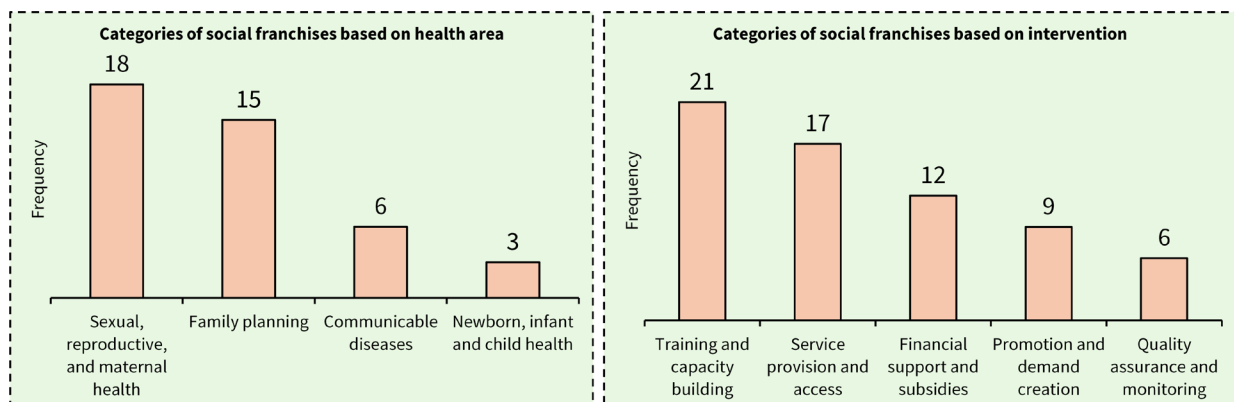 Categories of social franchises based on health area
18
15
6
3
Frequency
Sexual,
reproductive,
and maternal
health
Family planning
Communicable
diseases
Newborn, infant
and child health
Categories of social franchises based on intervention
21
17
12
9
6
Frequency
Training and
capacity
building
Service
provision and
access
Financial
support and
subsidies
Promotion and
demand
creation
Quality
assurance and
monitoring